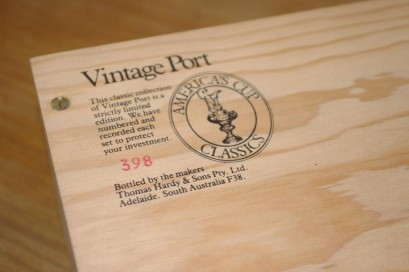 Vintage Port
This classic collection
of Vintage Port is a
strictly limited
edition. We have
numbered and
recorded each
set to protect
your investment.
398
AMERICA'S CUP
CLASSICS
Bottled by the makers
Thomas Hardy & Sons Pty. Ltd.
Adelaide. South Australia F38.